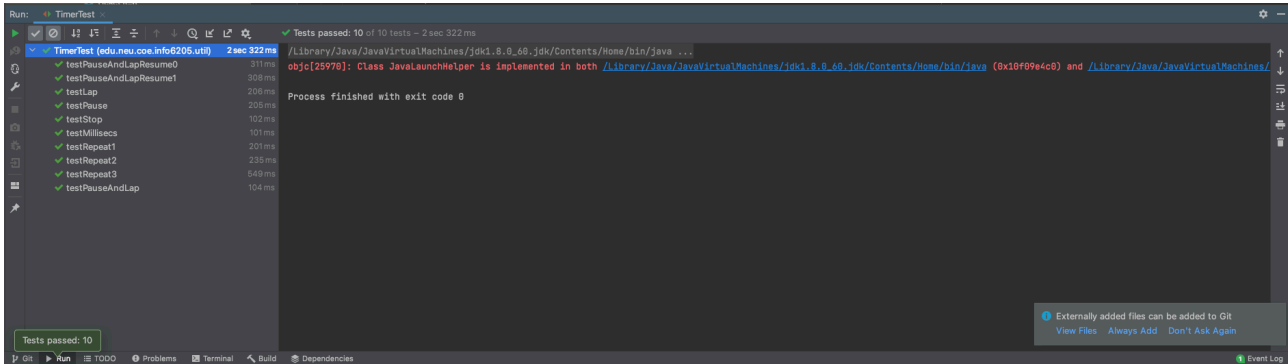 Run: TimerTest
Tests passed: 10 of 10 tests – 2 sec 322 ms
TimerTest (edu.neu.coe.info6205.util) 2 sec 322 ms
testPauseAndLapResume0 311 ms
testPauseAndLapResume1 308 ms
testLap 206 ms
testPause 205 ms
testStop 102 ms
testMillisecs 101 ms
testRepeat1 201 ms
testRepeat2 235 ms
testRepeat3 549 ms
testPauseAndLap 104 ms
/Library/Java/JavaVirtualMachines/jdk1.8.0_60.jdk/Contents/Home/bin/java ...
objc[25970]: Class JavaLaunchHelper is implemented in both /Library/Java/JavaVirtualMachines/jdk1.8.0_60.jdk/Contents/Home/bin/java (0x10f09e4c0) and /Library/Java/JavaVirtualMachines/
Process finished with exit code 0
Externally added files can be added to Git
View Files Always Add Don't Ask Again
Tests passed: 10
Git Run TODO Problems Terminal Build Dependencies 1 Event Log